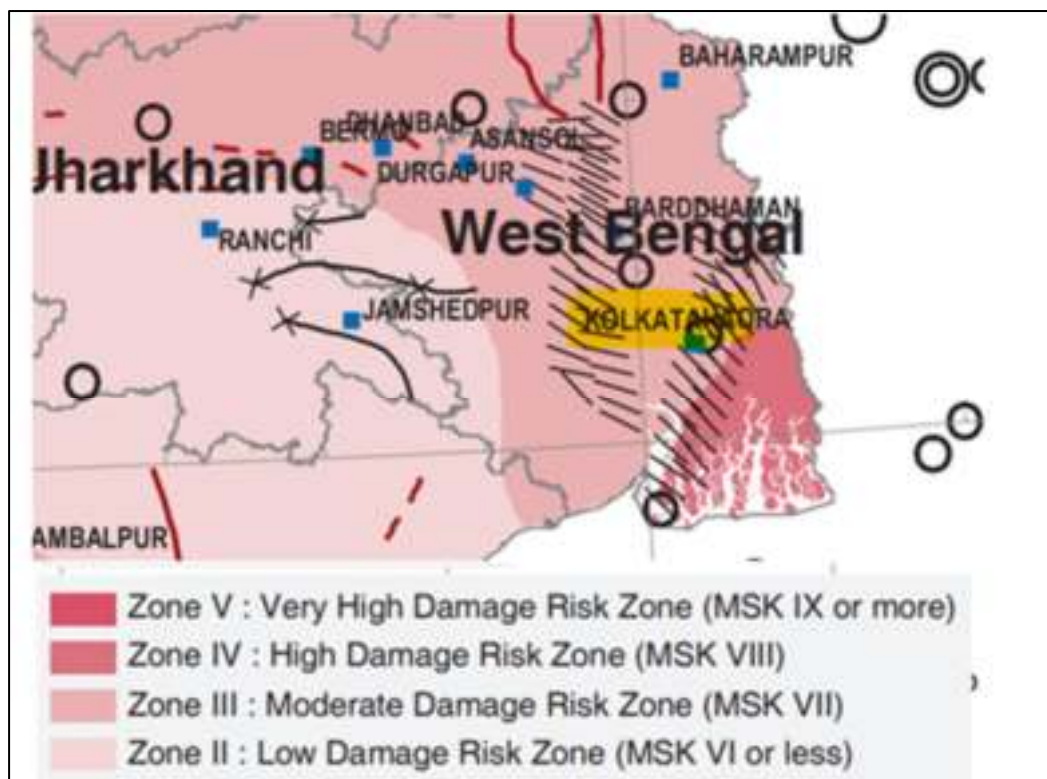 BAHARAMPUR
DHANBAD
BERMO
ASANSOL
Jharkhand
DURGAPUR
BARDDHAMAN
West Bengal
RANCHI
JAMSHEDPUR
KOLKATA
AMBALPUR
Zone V : Very High Damage Risk Zone (MSK IX or more)
Zone IV : High Damage Risk Zone (MSK VIII)
Zone III : Moderate Damage Risk Zone (MSK VII)
Zone II : Low Damage Risk Zone (MSK VI or less)